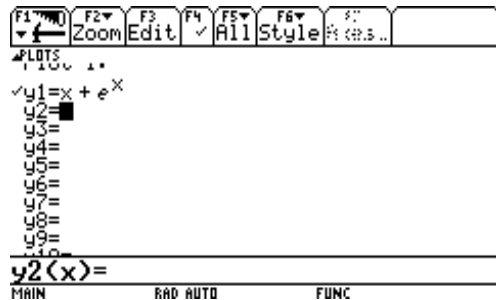 F1 F2 F3 F4 F5 F6
Zoom Edit ✓ All Style
PLOTS
✓y1=x + e^x
y2=
y3=
y4=
y5=
y6=
y7=
y8=
y9=
y2(x)=
MAIN RAD AUTO FUNC